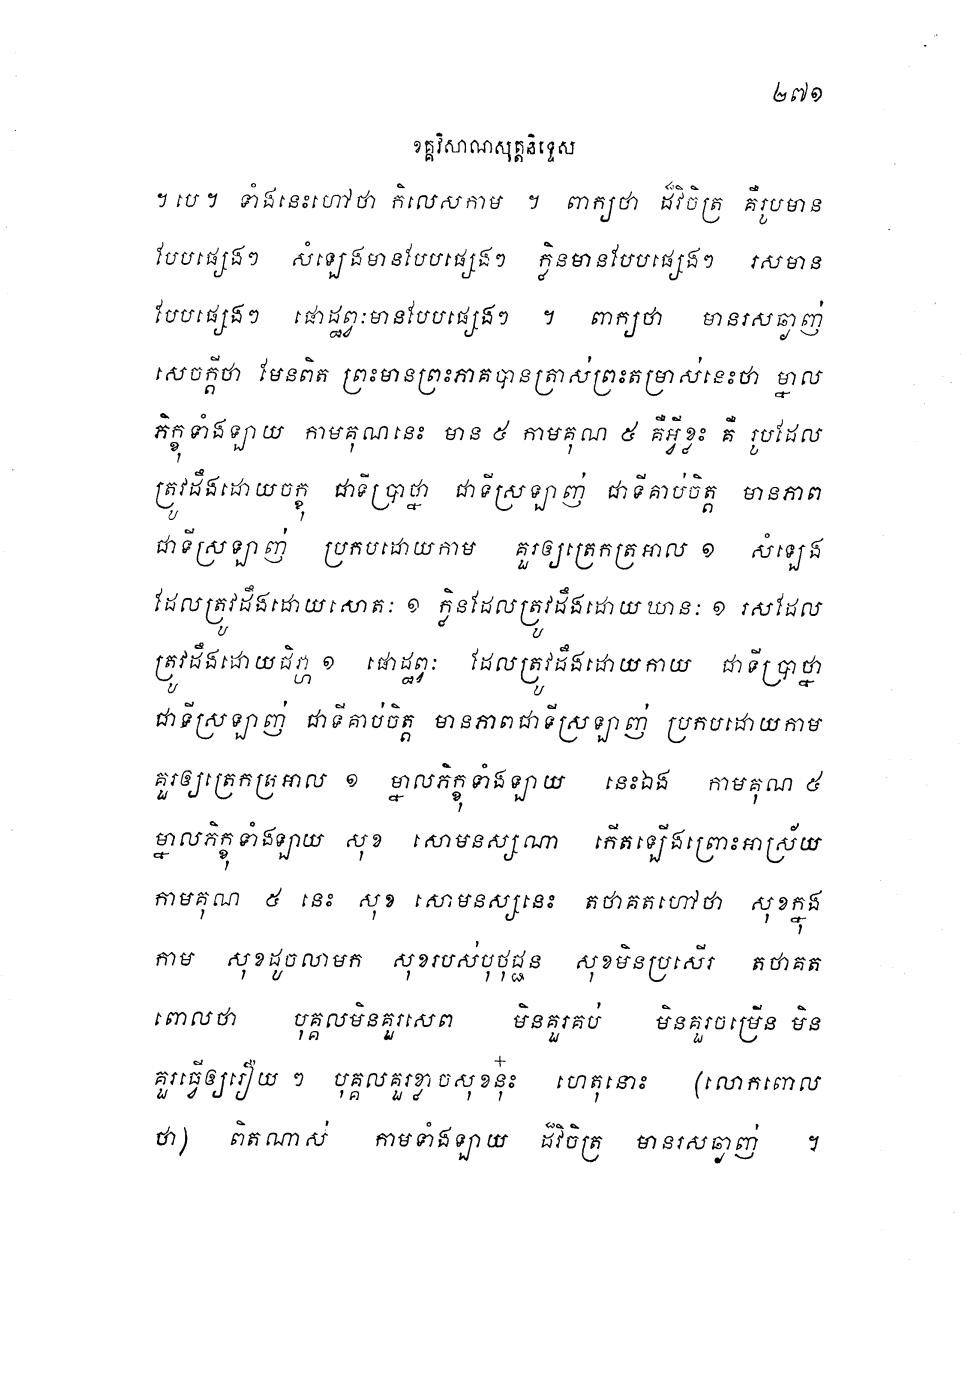 ២៧១
ខគ្គវិសាណសុត្តនិទ្ទេស
។ បេ ។ ទាំងនេះហៅថា កិលេសកាម ។ ពាក្យថា ដ៏វិចិត្រ គឺរូបមាន
បែបផ្សេងៗ សំឡេងមានបែបផ្សេងៗ ក្លិនមានបែបផ្សេងៗ រសមាន
បែបផ្សេងៗ ផោដ្ឋព្វៈមានបែបផ្សេងៗ ។ ពាក្យថា មានរសឆ្ងាញ់
សេចក្តីថា មែនពិត ព្រះមានព្រះភាគបានត្រាស់ព្រះតម្រាស់នេះថា ម្នាល
ភិក្ខុទាំងឡាយ កាមគុណនេះ មាន ៥ កាមគុណ ៥ គឺអ្វីខ្លះ គឺ រូបដែល
ត្រូវដឹងដោយចក្ខុ ជាទីប្រាថ្នា ជាទីស្រឡាញ់ ជាទីគាប់ចិត្ត មានភាព
ជាទីស្រឡាញ់ ប្រកបដោយកាម គួរឲ្យត្រេកត្រអាល ១ សំឡេង
ដែលត្រូវដឹងដោយសោតៈ ១ ក្លិនដែលត្រូវដឹងដោយឃានៈ ១ រសដែល
ត្រូវដឹងដោយជិវ្ហា ១ ផោដ្ឋព្វៈ ដែលត្រូវដឹងដោយកាយ ជាទីប្រាថ្នា
ជាទីស្រឡាញ់ ជាទីគាប់ចិត្ត មានភាពជាទីស្រឡាញ់ ប្រកបដោយកាម
គួរឲ្យត្រេកត្រអាល ១ ម្នាលភិក្ខុទាំងឡាយ នេះឯង កាមគុណ ៥
ម្នាលភិក្ខុទាំងឡាយ សុខ សោមនស្សណា កើតឡើងព្រោះអាស្រ័យ
កាមគុណ ៥ នេះ សុខ សោមនស្សនេះ តថាគតហៅថា សុខក្នុង
កាម សុខដូចលាមក សុខរបស់បុថុជ្ជន សុខមិនប្រសើរ តថាគត
ពោលថា បុគ្គលមិនគួរសេព មិនគួរគប់ មិនគួរចម្រើន មិន
គួរធ្វើឲ្យរឿយ ៗ បុគ្គលគួរខ្លាចសុខនុ៎ះ ហេតុនោះ (លោកពោល
ថា) ពិតណាស់ កាមទាំងឡាយ ដ៏វិចិត្រ មានរសឆ្ងាញ់ ។